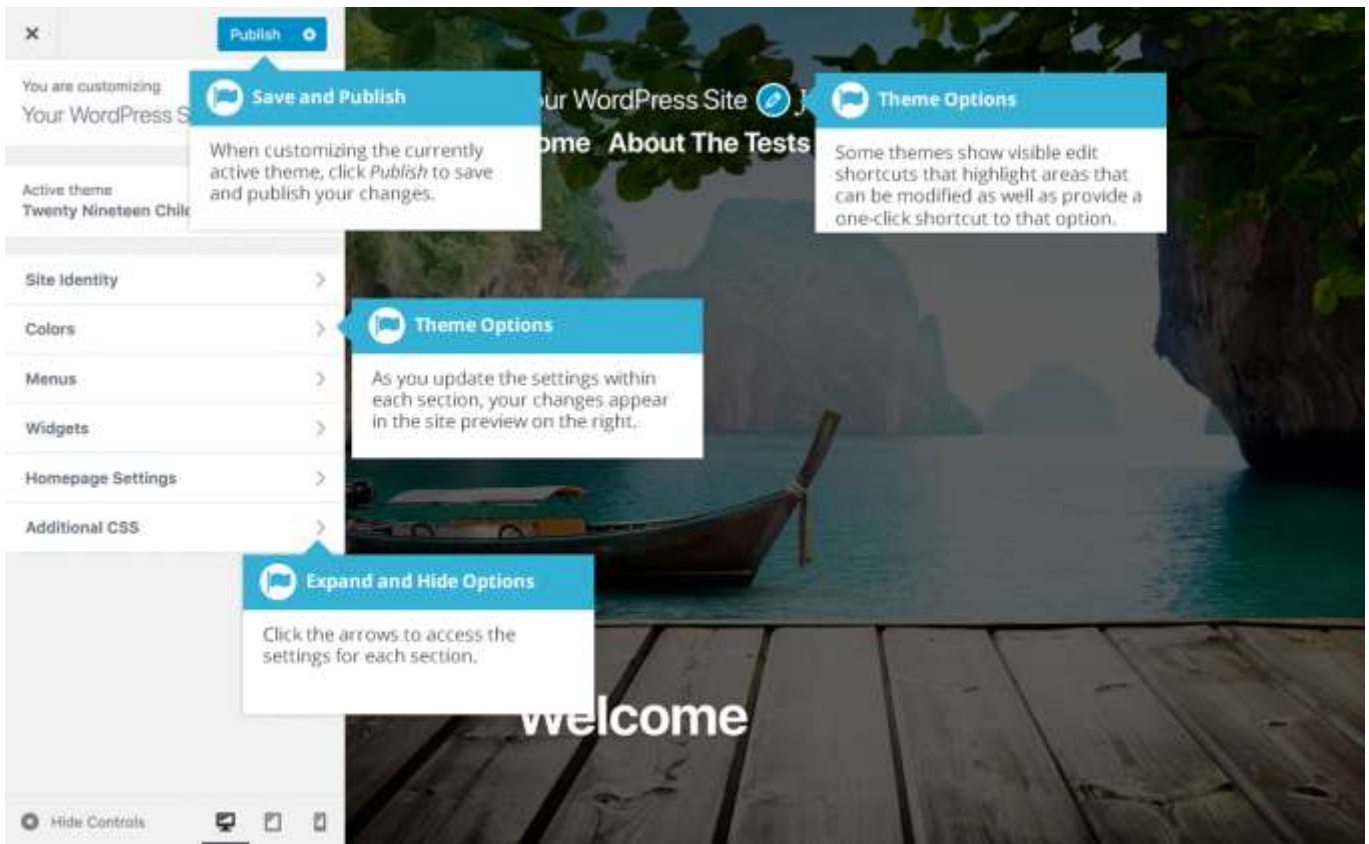 Publish
You are customizing
Your WordPress S
Active theme
Twenty Nineteen Chil
Save and Publish
When customizing the currently
active theme, click Publish to save
and publish your changes.
our WordPress Site
ome About The Tests
Theme Options
Some themes show visible edit
shortcuts that highlight areas that
can be modified as well as provide a
one-click shortcut to that option.
Site Identity
Colors
Menus
Widgets
Homepage Settings
Additional CSS
Theme Options
As you update the settings within
each section, your changes appear
in the site preview on the right.
Expand and Hide Options
Click the arrows to access the
settings for each section.
Welcome
Hide Controls